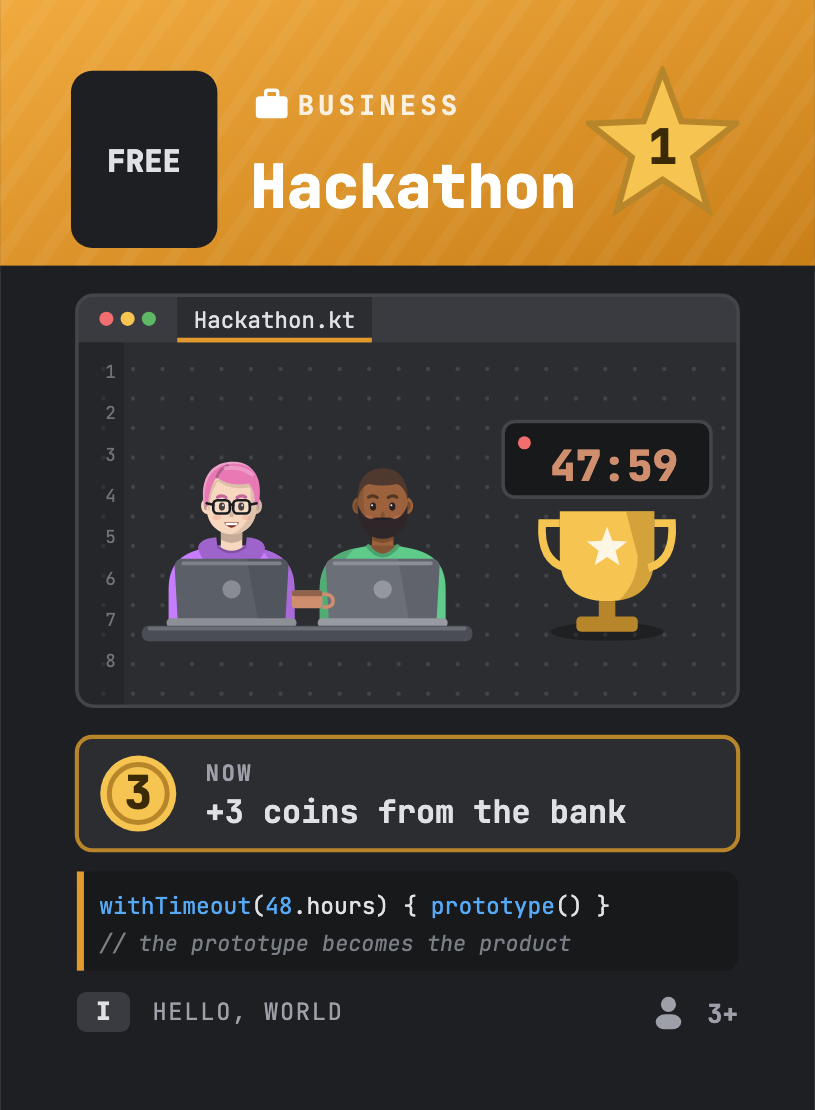 FREE
BUSINESS
Hackathon
1
Hackathon.kt
1
2
3
4
5
6
7
8
47:59
3
NOW
+3 coins from the bank
withTimeout(48.hours) { prototype() }
// the prototype becomes the product
I
HELLO, WORLD
3+